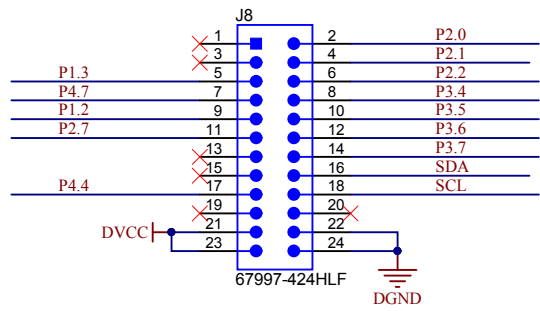 J8
1 2 P2.0
3 4 P2.1
P1.3 5 6 P2.2
P4.7 7 8 P3.4
P1.2 9 10 P3.5
P2.7 11 12 P3.6
13 14 P3.7
15 16 SDA
P4.4 17 18 SCL
19 20
DVCC 21 22
23 24
67997-424HLF
DGND